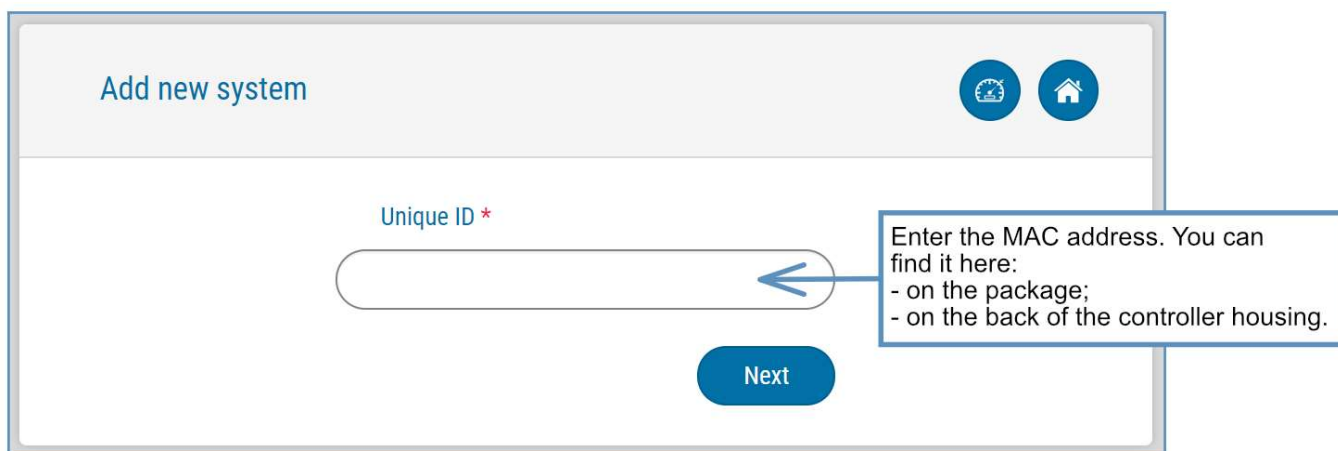 Add new system
Unique ID *
Enter the MAC address. You can
find it here:
- on the package;
- on the back of the controller housing.
Next